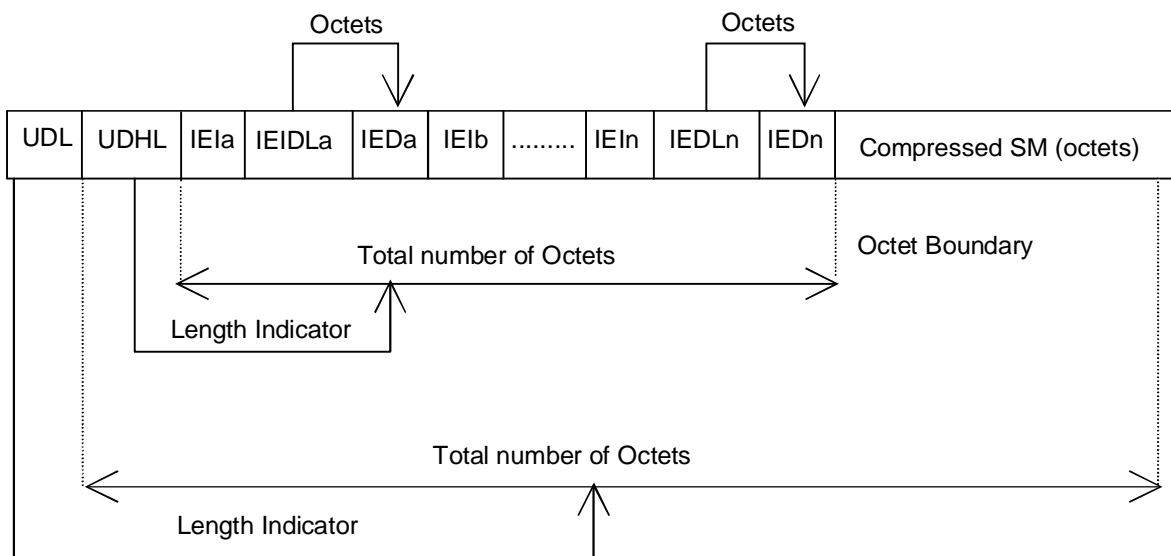 Octets Octets
UDL UDHL IEIa IEIDLa IEDa IEIb ......... IEIn IEDLn IEDn Compressed SM (octets)
Total number of Octets Octet Boundary
Length Indicator
Total number of Octets
Length Indicator